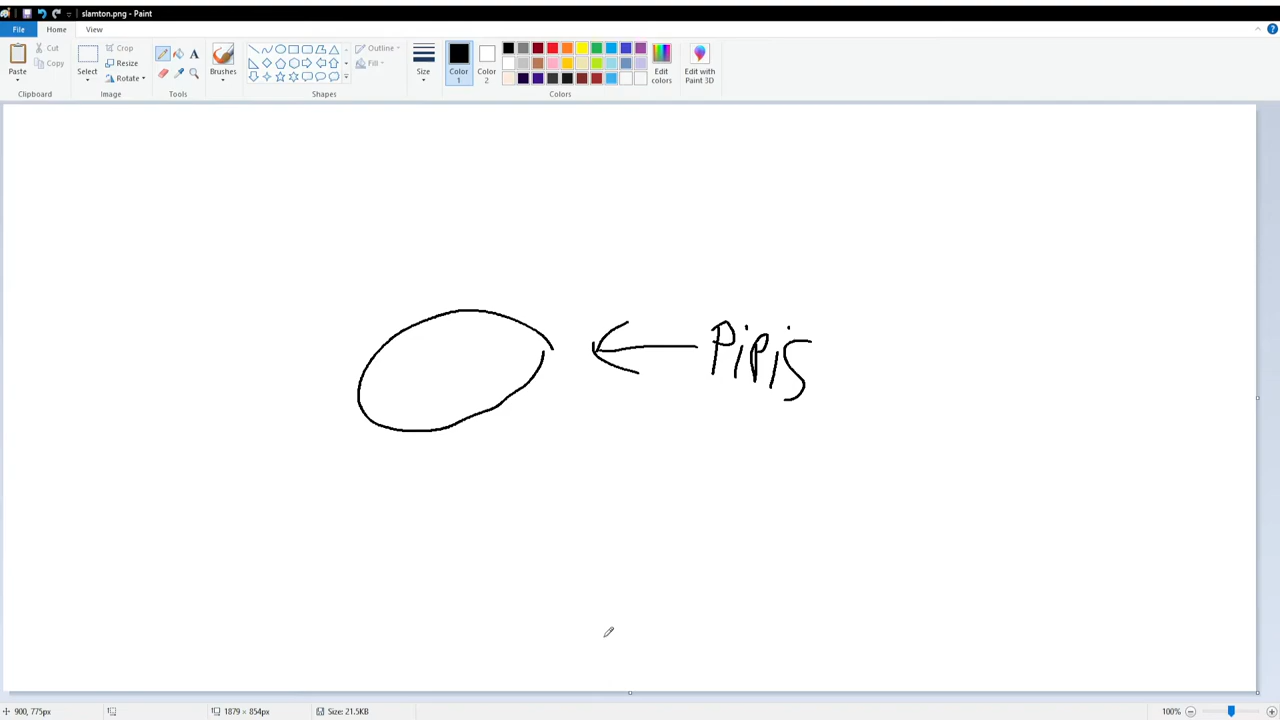 slamton.png - Paint
File Home View
Paste Cut Copy Clipboard
Select Crop Resize Rotate Image
A Tools
Brushes
Shapes Outline Fill
Size
Color 1
Color 2
Edit colors
Edit with Paint 3D
Colors
Pipis
900, 775px 1879 × 854px Size: 21.5KB 100%